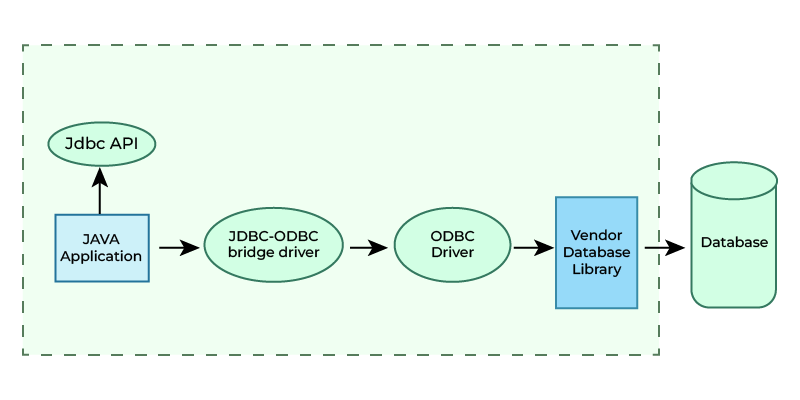 Jdbc API
JAVA
Application
JDBC-ODBC
bridge driver
ODBC
Driver
Vendor
Database
Library
Database